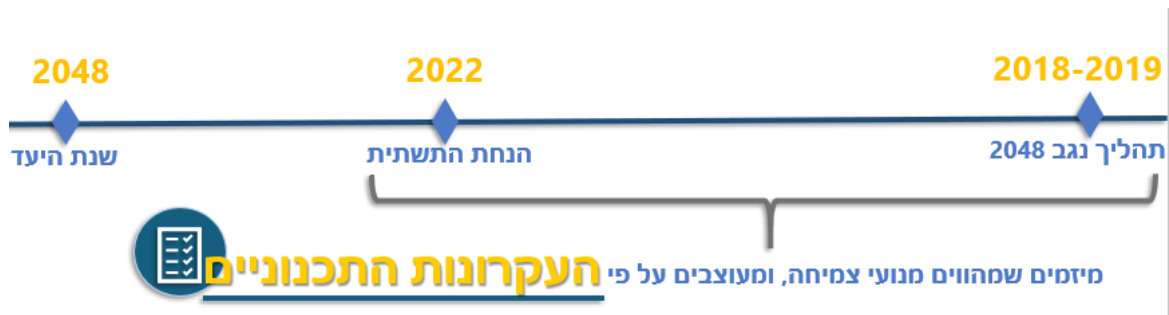 2018-2019
תהליך נגב 2048
2022
הנחת התשתית
2048
שנת היעד
מיזמים שמהווים מנועי צמיחה, ומעוצבים על פי העקרונות התכנוניים